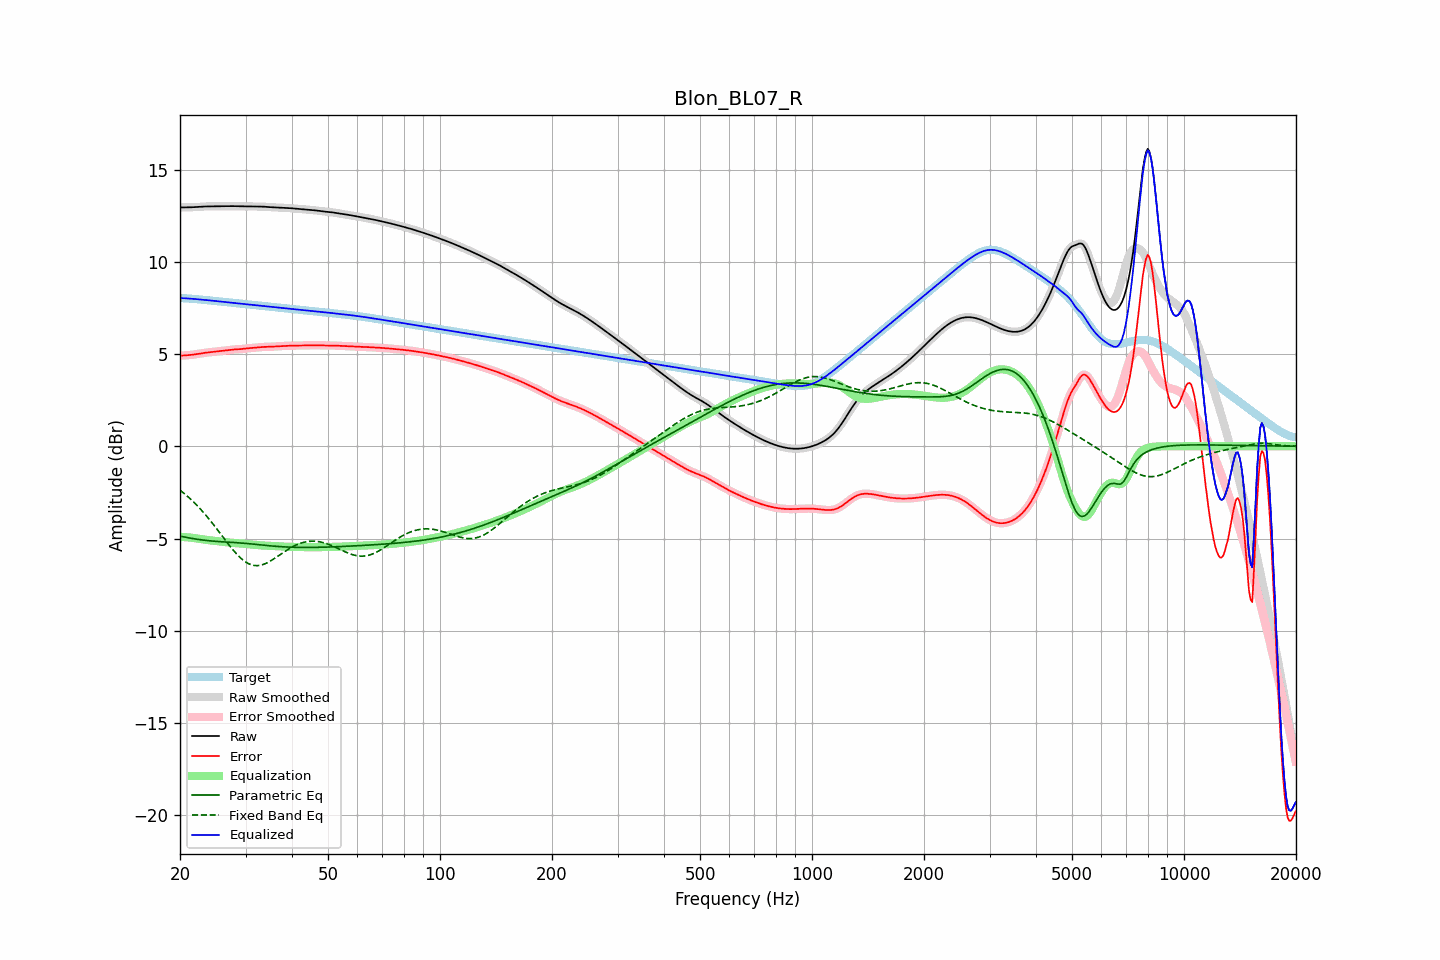 Blon_BL07_R
Amplitude (dBr)
15
10
5
0
−5
−10
−15
−20
Target
Raw Smoothed
Error Smoothed
Raw
Error
Equalization
Parametric Eq
Fixed Band Eq
Equalized
20 50 100 200 500 1000 2000 5000 10000 20000
Frequency (Hz)